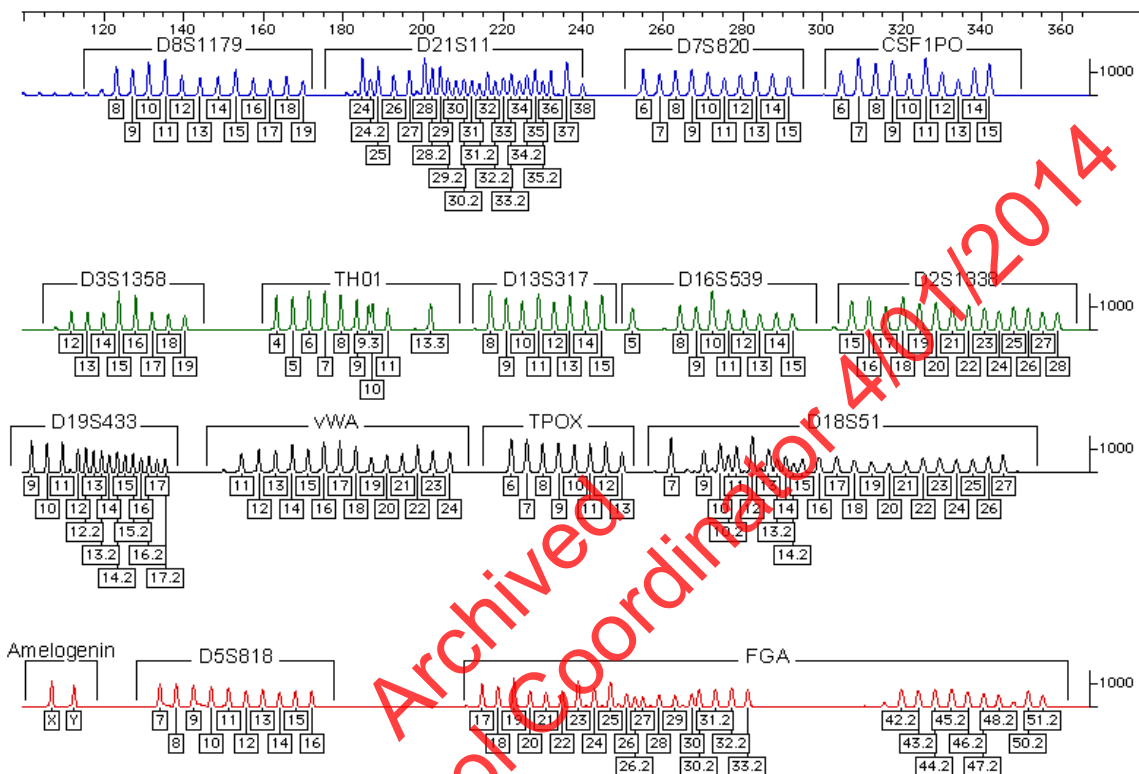 120 140 160 180 200 220 240 260 280 300 320 340 360
D8S1179 D21S11 D7S820 CSF1PO
1000
8 10 12 14 16 18 24 26 28 30 32 34 36 38 6 8 10 12 14 6 8 10 12 14
9 11 13 15 17 19 24.2 27 29 31 33 35 37 7 9 11 13 15 7 9 11 13 15
25 28.2 31.2 34.2
29.2 32.2 35.2
30.2 33.2
D3S1358 TH01 D13S317 D16S539 D2S1338
1000
12 14 16 18 4 6 8 9.3 13.3 8 10 12 14 5 8 10 12 14 15 17 19 21 23 25 27
13 15 17 19 5 7 9 11 9 11 13 15 9 11 13 15 16 18 20 22 24 26 28
10
D19S433 vWA TPOX D18S51
1000
9 11 13 15 17 11 13 15 17 19 21 23 6 8 10 12 7 9 11 13 15 17 19 21 23 25 27
10 12 14 16 12 14 16 18 20 22 24 7 9 11 13 10 12 14 16 18 20 22 24 26
12.2 15.2 10.2 13.2
13.2 16.2 14.2
14.2 17.2
Amelogenin D5S818 FGA
1000
X Y 7 9 11 13 15 17 19 21 23 25 27 29 31.2 42.2 45.2 48.2 51.2
8 10 12 14 16 18 20 22 24 26 28 30 32.2 43.2 46.2 50.2
26.2 30.2 33.2 44.2 47.2
Archived
Coordinator 4/01/2014